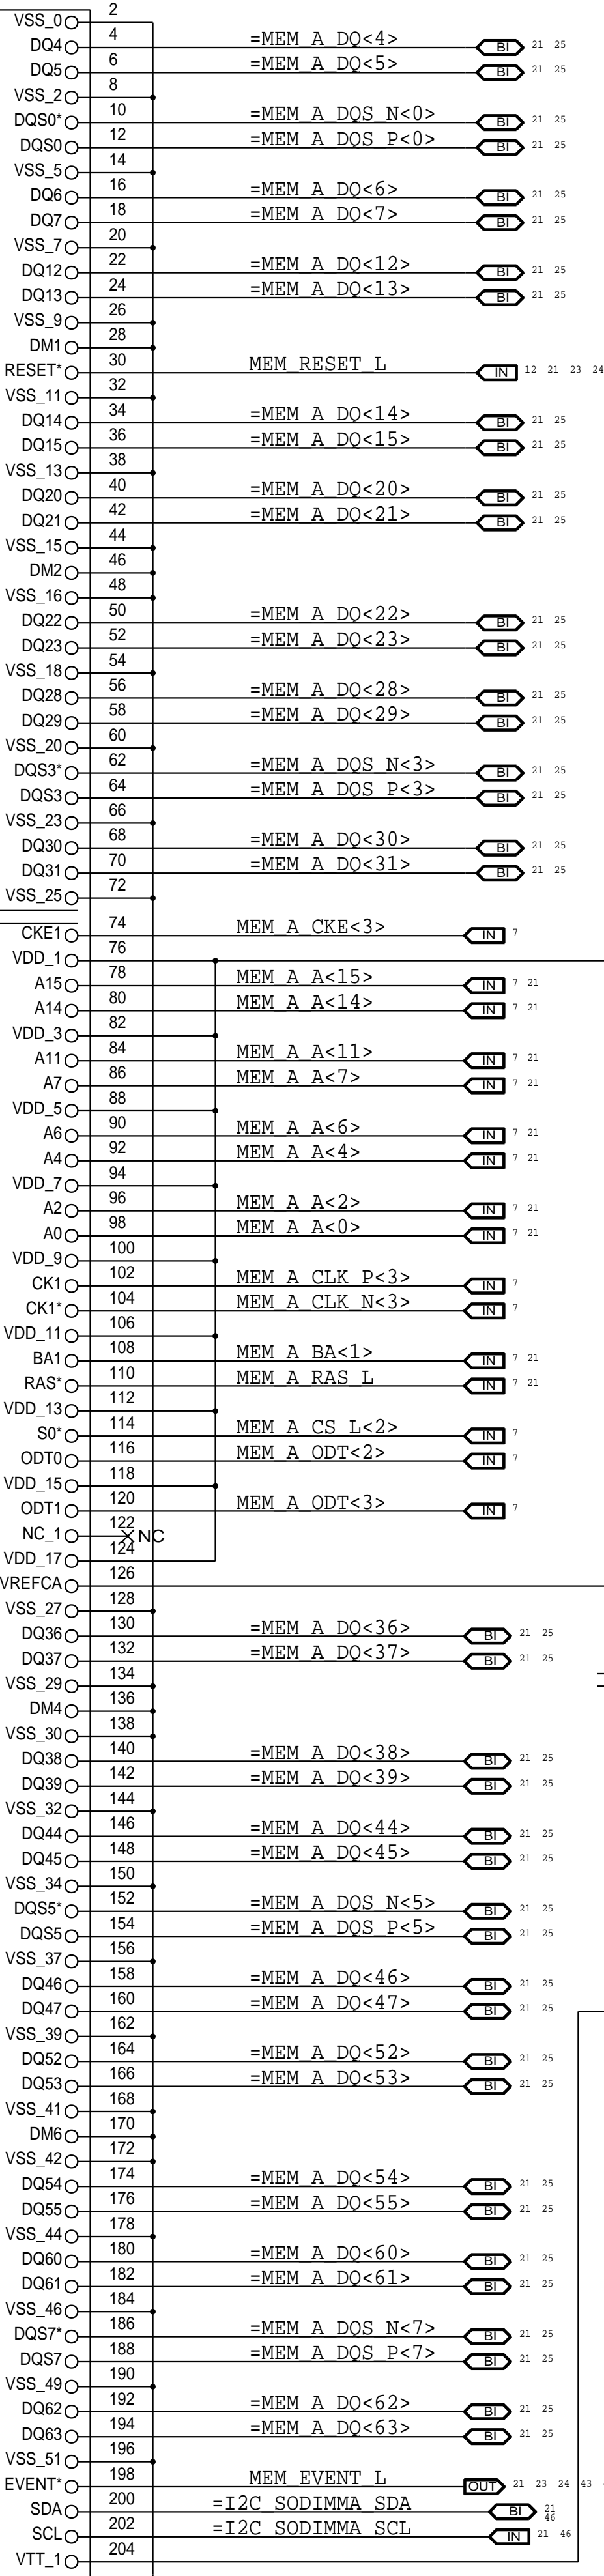 VSS_0 2
DQ4 4 =MEM_A_DQ<4> BI 21 25
DQ5 6 =MEM_A_DQ<5> BI 21 25
VSS_2 8
DQS0* 10 =MEM_A_DQS_N<0> BI 21 25
DQS0 12 =MEM_A_DQS_P<0> BI 21 25
VSS_5 14
DQ6 16 =MEM_A_DQ<6> BI 21 25
DQ7 18 =MEM_A_DQ<7> BI 21 25
VSS_7 20
DQ12 22 =MEM_A_DQ<12> BI 21 25
DQ13 24 =MEM_A_DQ<13> BI 21 25
VSS_9 26
DM1 28
RESET* 30 MEM_RESET_L IN 12 21 23 24
VSS_11 32
DQ14 34 =MEM_A_DQ<14> BI 21 25
DQ15 36 =MEM_A_DQ<15> BI 21 25
VSS_13 38
DQ20 40 =MEM_A_DQ<20> BI 21 25
DQ21 42 =MEM_A_DQ<21> BI 21 25
VSS_15 44
DM2 46
VSS_16 48
DQ22 50 =MEM_A_DQ<22> BI 21 25
DQ23 52 =MEM_A_DQ<23> BI 21 25
VSS_18 54
DQ28 56 =MEM_A_DQ<28> BI 21 25
DQ29 58 =MEM_A_DQ<29> BI 21 25
VSS_20 60
DQS3* 62 =MEM_A_DQS_N<3> BI 21 25
DQS3 64 =MEM_A_DQS_P<3> BI 21 25
VSS_23 66
DQ30 68 =MEM_A_DQ<30> BI 21 25
DQ31 70 =MEM_A_DQ<31> BI 21 25
VSS_25 72
CKE1 74 MEM_A_CKE<3> IN 7
VDD_1 76
A15 78 MEM_A_A<15> IN 7 21
A14 80 MEM_A_A<14> IN 7 21
VDD_3 82
A11 84 MEM_A_A<11> IN 7 21
A7 86 MEM_A_A<7> IN 7 21
VDD_5 88
A6 90 MEM_A_A<6> IN 7 21
A4 92 MEM_A_A<4> IN 7 21
VDD_7 94
A2 96 MEM_A_A<2> IN 7 21
A0 98 MEM_A_A<0> IN 7 21
VDD_9 100
CK1 102 MEM_A_CLK_P<3> IN 7
CK1* 104 MEM_A_CLK_N<3> IN 7
VDD_11 106
BA1 108 MEM_A_BA<1> IN 7 21
RAS* 110 MEM_A_RAS_L IN 7 21
VDD_13 112
S0* 114 MEM_A_CS_L<2> IN 7
ODT0 116 MEM_A_ODT<2> IN 7
VDD_15 118
ODT1 120 MEM_A_ODT<3> IN 7
NC_1 122 NC
VDD_17 124
VREFCA 126
VSS_27 128
DQ36 130 =MEM_A_DQ<36> BI 21 25
DQ37 132 =MEM_A_DQ<37> BI 21 25
VSS_29 134
DM4 136
VSS_30 138
DQ38 140 =MEM_A_DQ<38> BI 21 25
DQ39 142 =MEM_A_DQ<39> BI 21 25
VSS_32 144
DQ44 146 =MEM_A_DQ<44> BI 21 25
DQ45 148 =MEM_A_DQ<45> BI 21 25
VSS_34 150
DQS5* 152 =MEM_A_DQS_N<5> BI 21 25
DQS5 154 =MEM_A_DQS_P<5> BI 21 25
VSS_37 156
DQ46 158 =MEM_A_DQ<46> BI 21 25
DQ47 160 =MEM_A_DQ<47> BI 21 25
VSS_39 162
DQ52 164 =MEM_A_DQ<52> BI 21 25
DQ53 166 =MEM_A_DQ<53> BI 21 25
VSS_41 168
DM6 170
VSS_42 172
DQ54 174 =MEM_A_DQ<54> BI 21 25
DQ55 176 =MEM_A_DQ<55> BI 21 25
VSS_44 178
DQ60 180 =MEM_A_DQ<60> BI 21 25
DQ61 182 =MEM_A_DQ<61> BI 21 25
VSS_46 184
DQS7* 186 =MEM_A_DQS_N<7> BI 21 25
DQS7 188 =MEM_A_DQS_P<7> BI 21 25
VSS_49 190
DQ62 192 =MEM_A_DQ<62> BI 21 25
DQ63 194 =MEM_A_DQ<63> BI 21 25
VSS_51 196
EVENT* 198 MEM_EVENT_L OUT 21 23 24 43
SDA 200 =I2C_SODIMMA_SDA BI 21 46
SCL 202 =I2C_SODIMMA_SCL IN 21 46
VTT_1 204